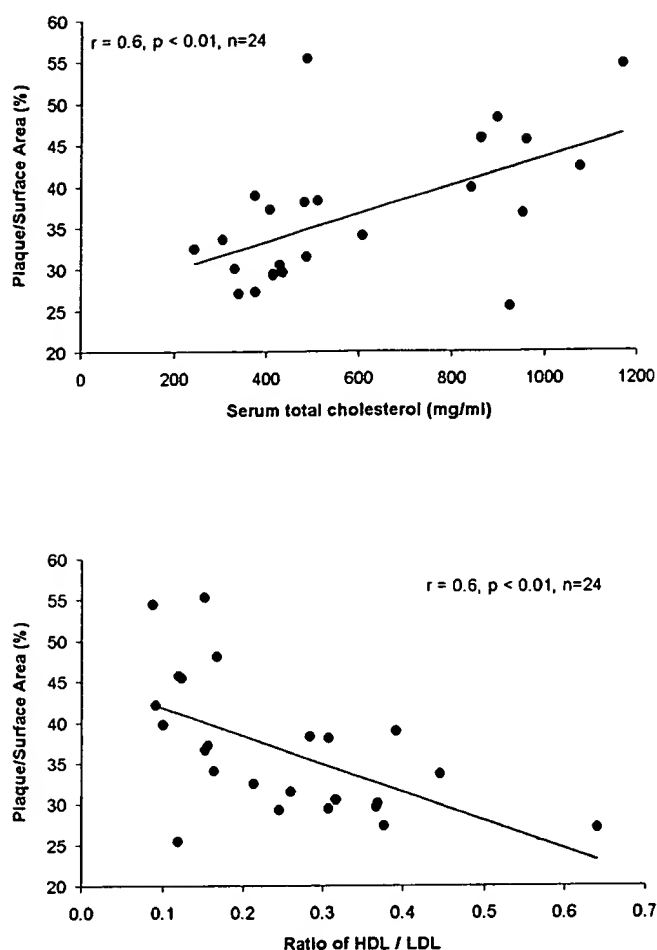 r = 0.6, p < 0.01, n=24
Plaque/Surface Area (%)
60
55
50
45
40
35
30
25
20
0 200 400 600 800 1000 1200
Serum total cholesterol (mg/ml)
r = 0.6, p < 0.01, n=24
Plaque/Surface Area (%)
60
55
50
45
40
35
30
25
20
0.0 0.1 0.2 0.3 0.4 0.5 0.6 0.7
Ratio of HDL / LDL